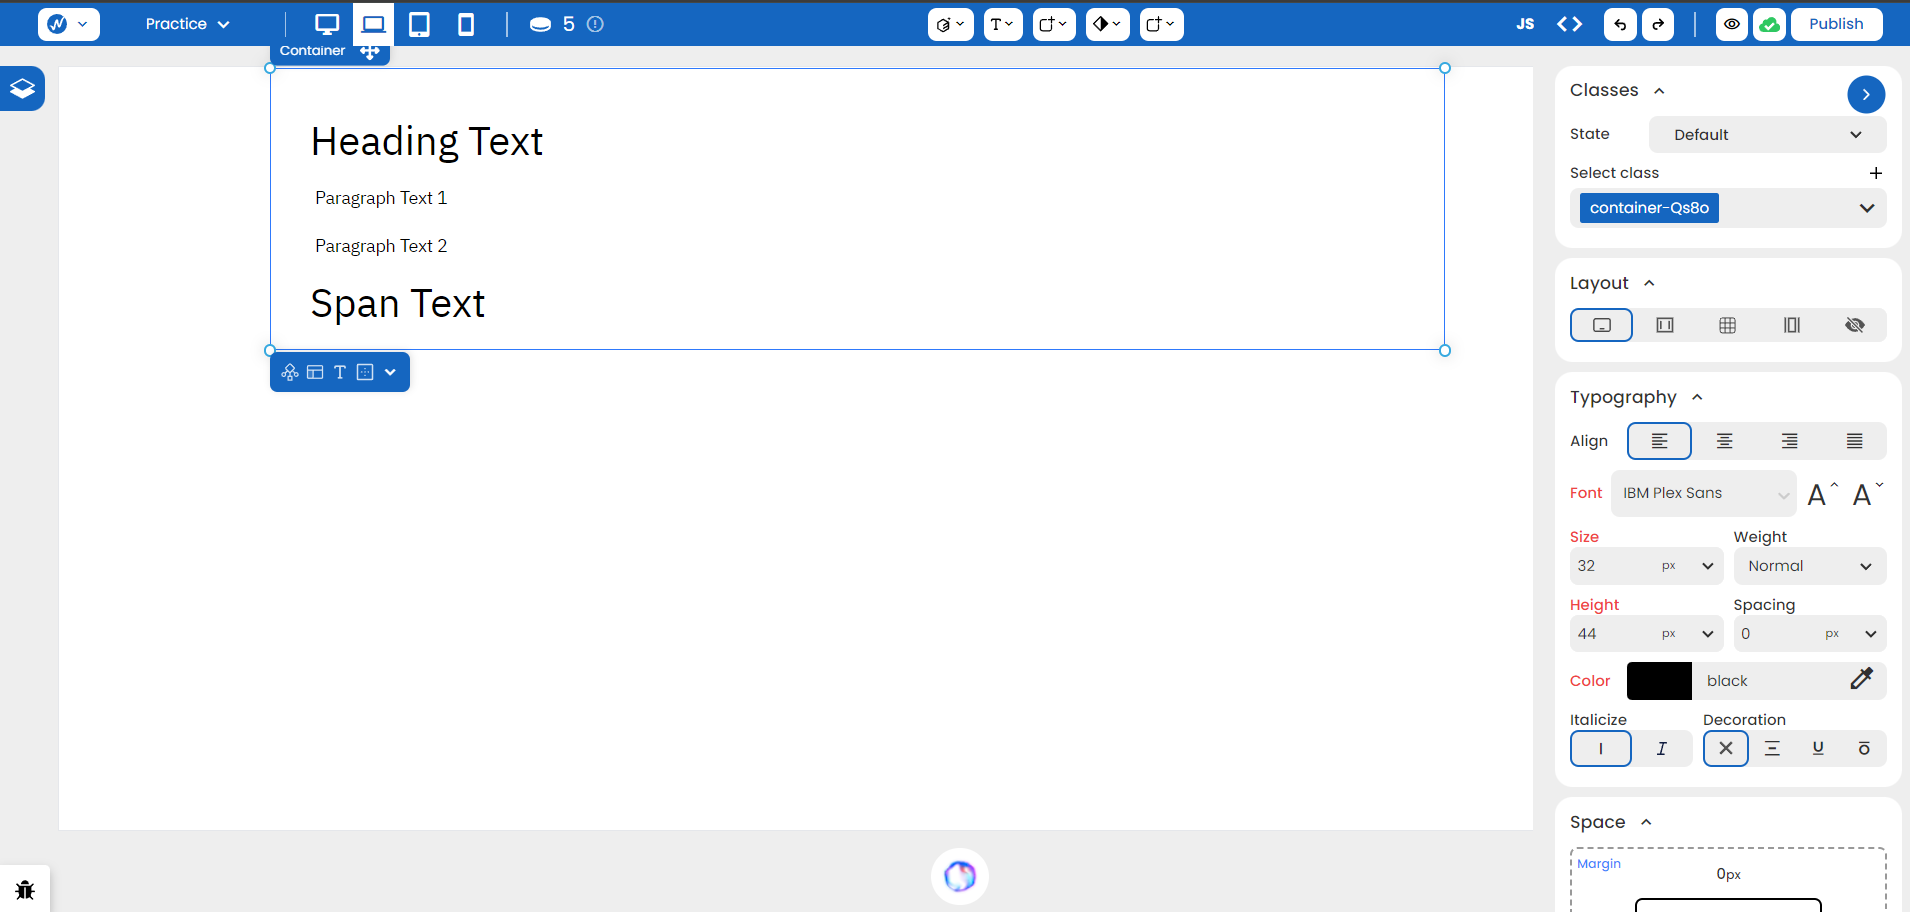 Practice
5
T
JS
Publish
Container
Heading Text
Paragraph Text 1
Paragraph Text 2
Span Text
T
Classes
State
Default
Select class
container-Qs8o
Layout
Typography
Align
Font
IBM Plex Sans
A
A
Size
Weight
32 px
Normal
Height
Spacing
44 px
0 px
Color
black
Italicize
Decoration
Space
Margin
0px